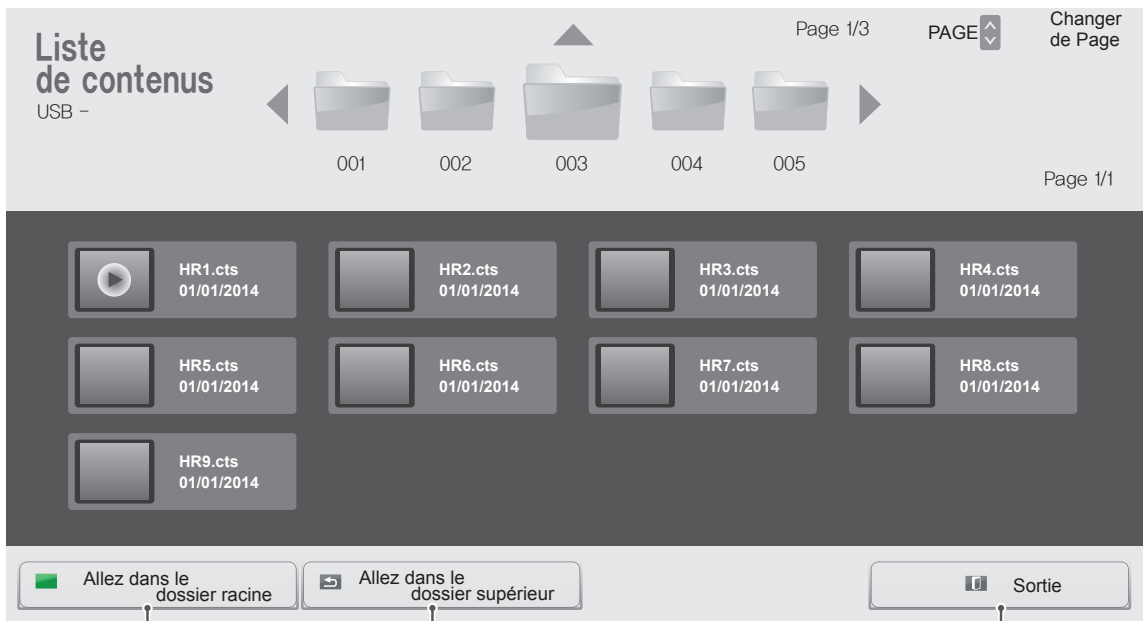 Liste
de contenus
USB -
Page 1/3
PAGE
Changer
de Page
001
002
003
004
005
Page 1/1
HR1.cts
01/01/2014
HR2.cts
01/01/2014
HR3.cts
01/01/2014
HR4.cts
01/01/2014
HR5.cts
01/01/2014
HR6.cts
01/01/2014
HR7.cts
01/01/2014
HR8.cts
01/01/2014
HR9.cts
01/01/2014
Allez dans le
dossier racine
Allez dans le
dossier supérieur
Sortie